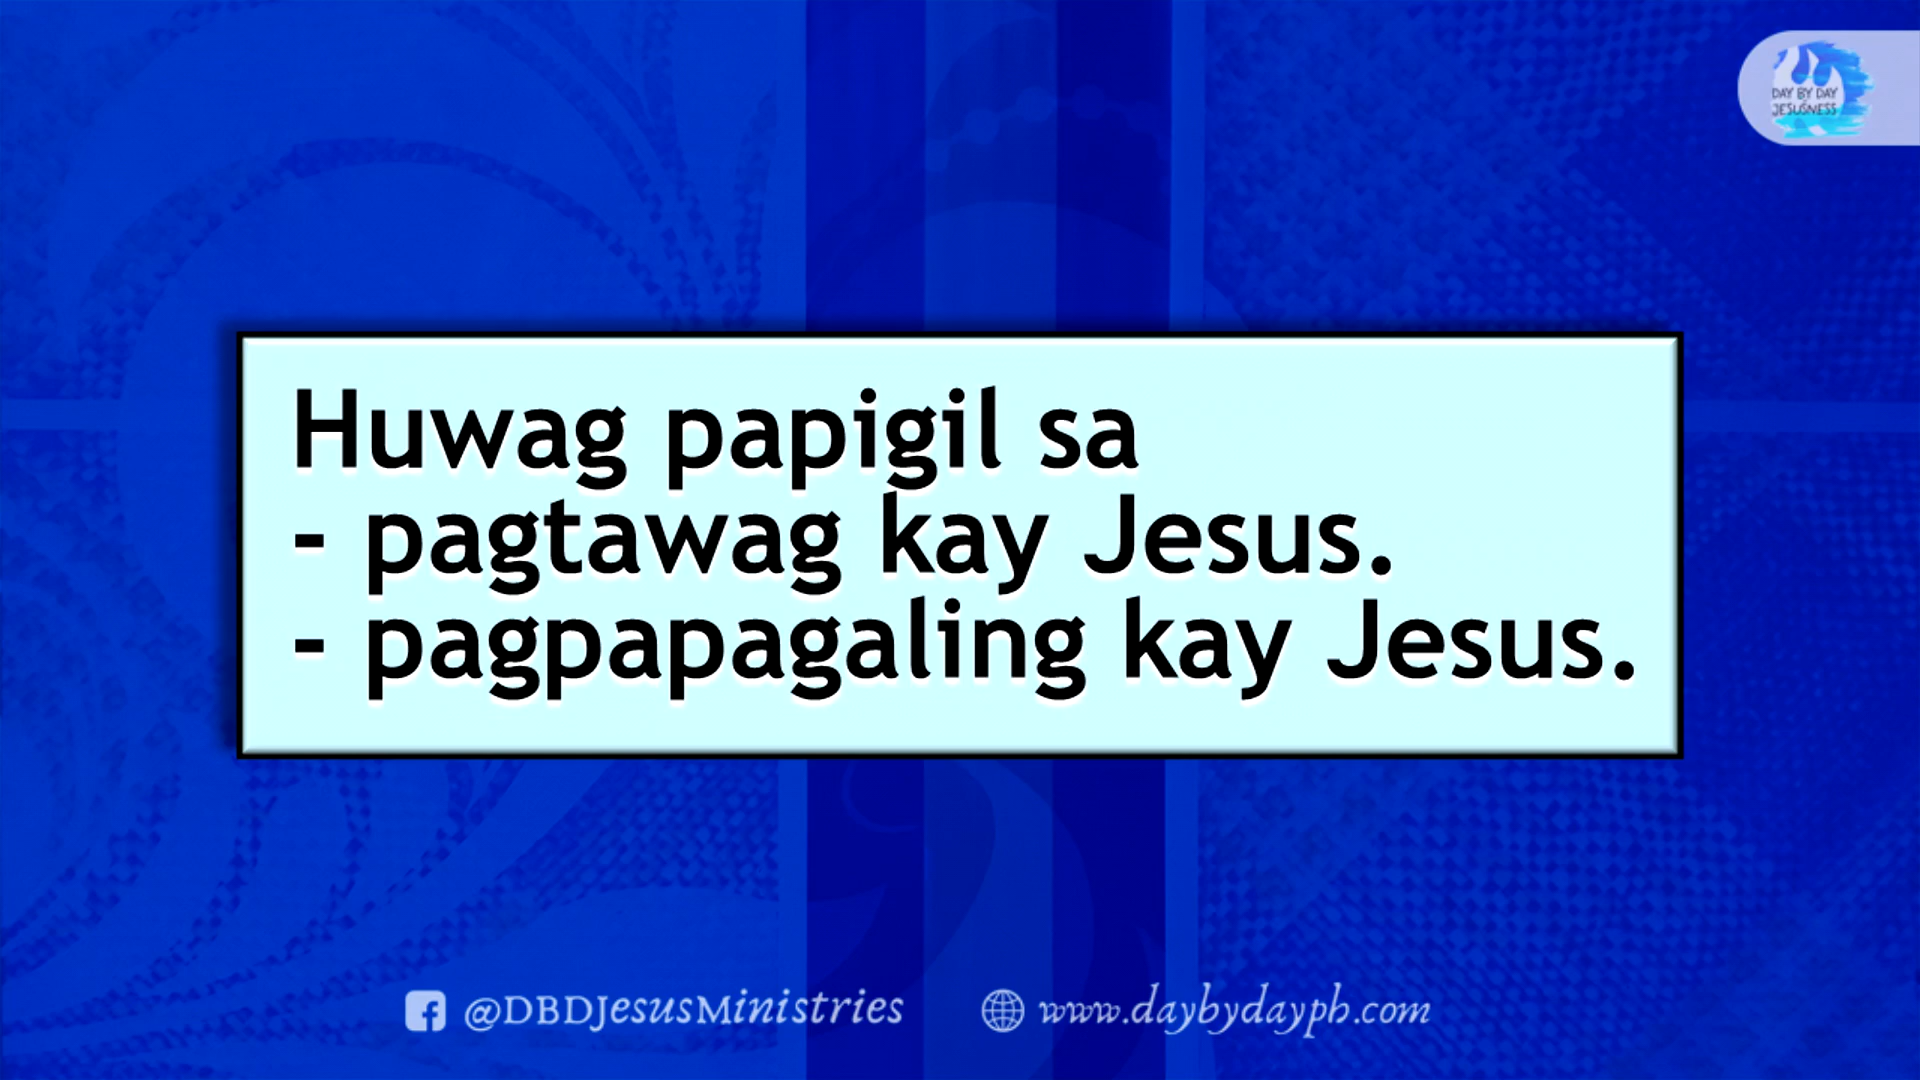 DAY BY DAY
JESUSNESS
Huwag papigil sa
- pagtawag kay Jesus.
- pagpapagaling kay Jesus.
@DBDJesusMinistries
www.daybydayph.com